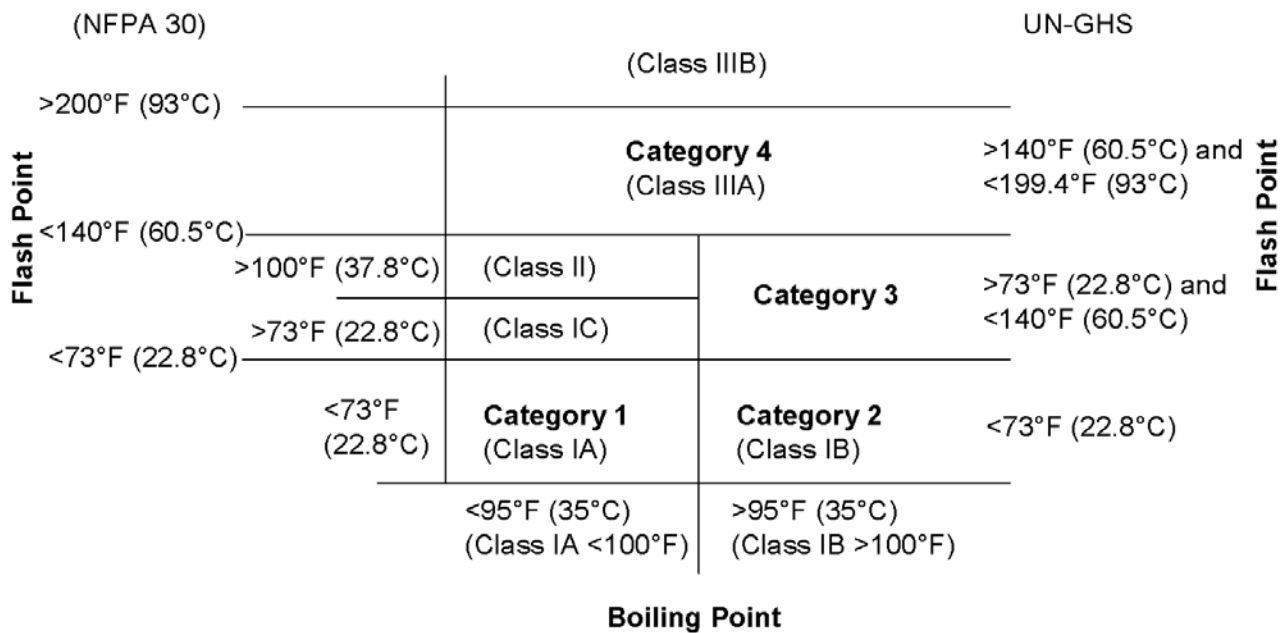 (NFPA 30)
UN-GHS
(Class IIIB)
>200°F (93°C)
Category 4
(Class IIIA)
>140°F (60.5°C) and
<199.4°F (93°C)
Flash Point
Flash Point
<140°F (60.5°C)
>100°F (37.8°C)
(Class II)
Category 3
>73°F (22.8°C) and
<140°F (60.5°C)
>73°F (22.8°C)
(Class IC)
<73°F (22.8°C)
<73°F
(22.8°C)
Category 1
(Class IA)
Category 2
(Class IB)
<73°F (22.8°C)
<95°F (35°C)
(Class IA <100°F)
>95°F (35°C)
(Class IB >100°F)
Boiling Point